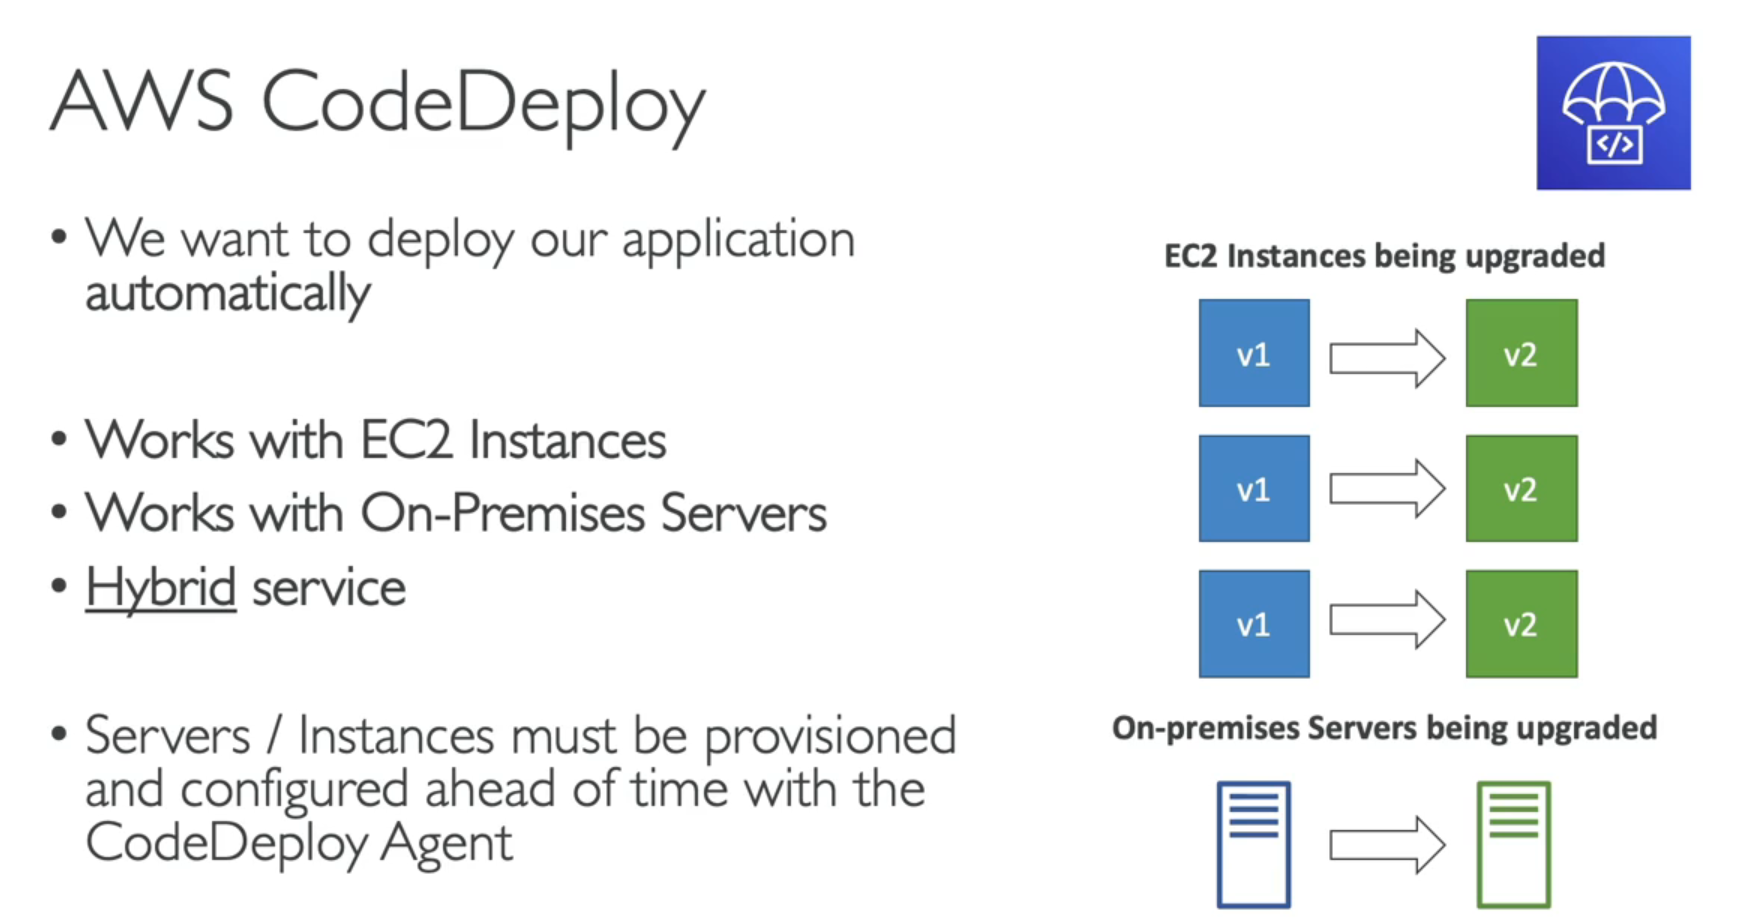 AWS CodeDeploy
</>
• We want to deploy our application
automatically
• Works with EC2 Instances
• Works with On-Premises Servers
• Hybrid service
• Servers / Instances must be provisioned
and configured ahead of time with the
CodeDeploy Agent
EC2 Instances being upgraded
v1
v2
v1
v2
v1
v2
On-premises Servers being upgraded